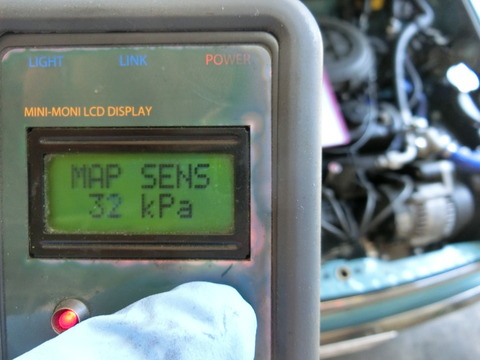 LIGHT LINK POWER
MINI-MONI LCD DISPLAY
MAP SENS
32 kPa